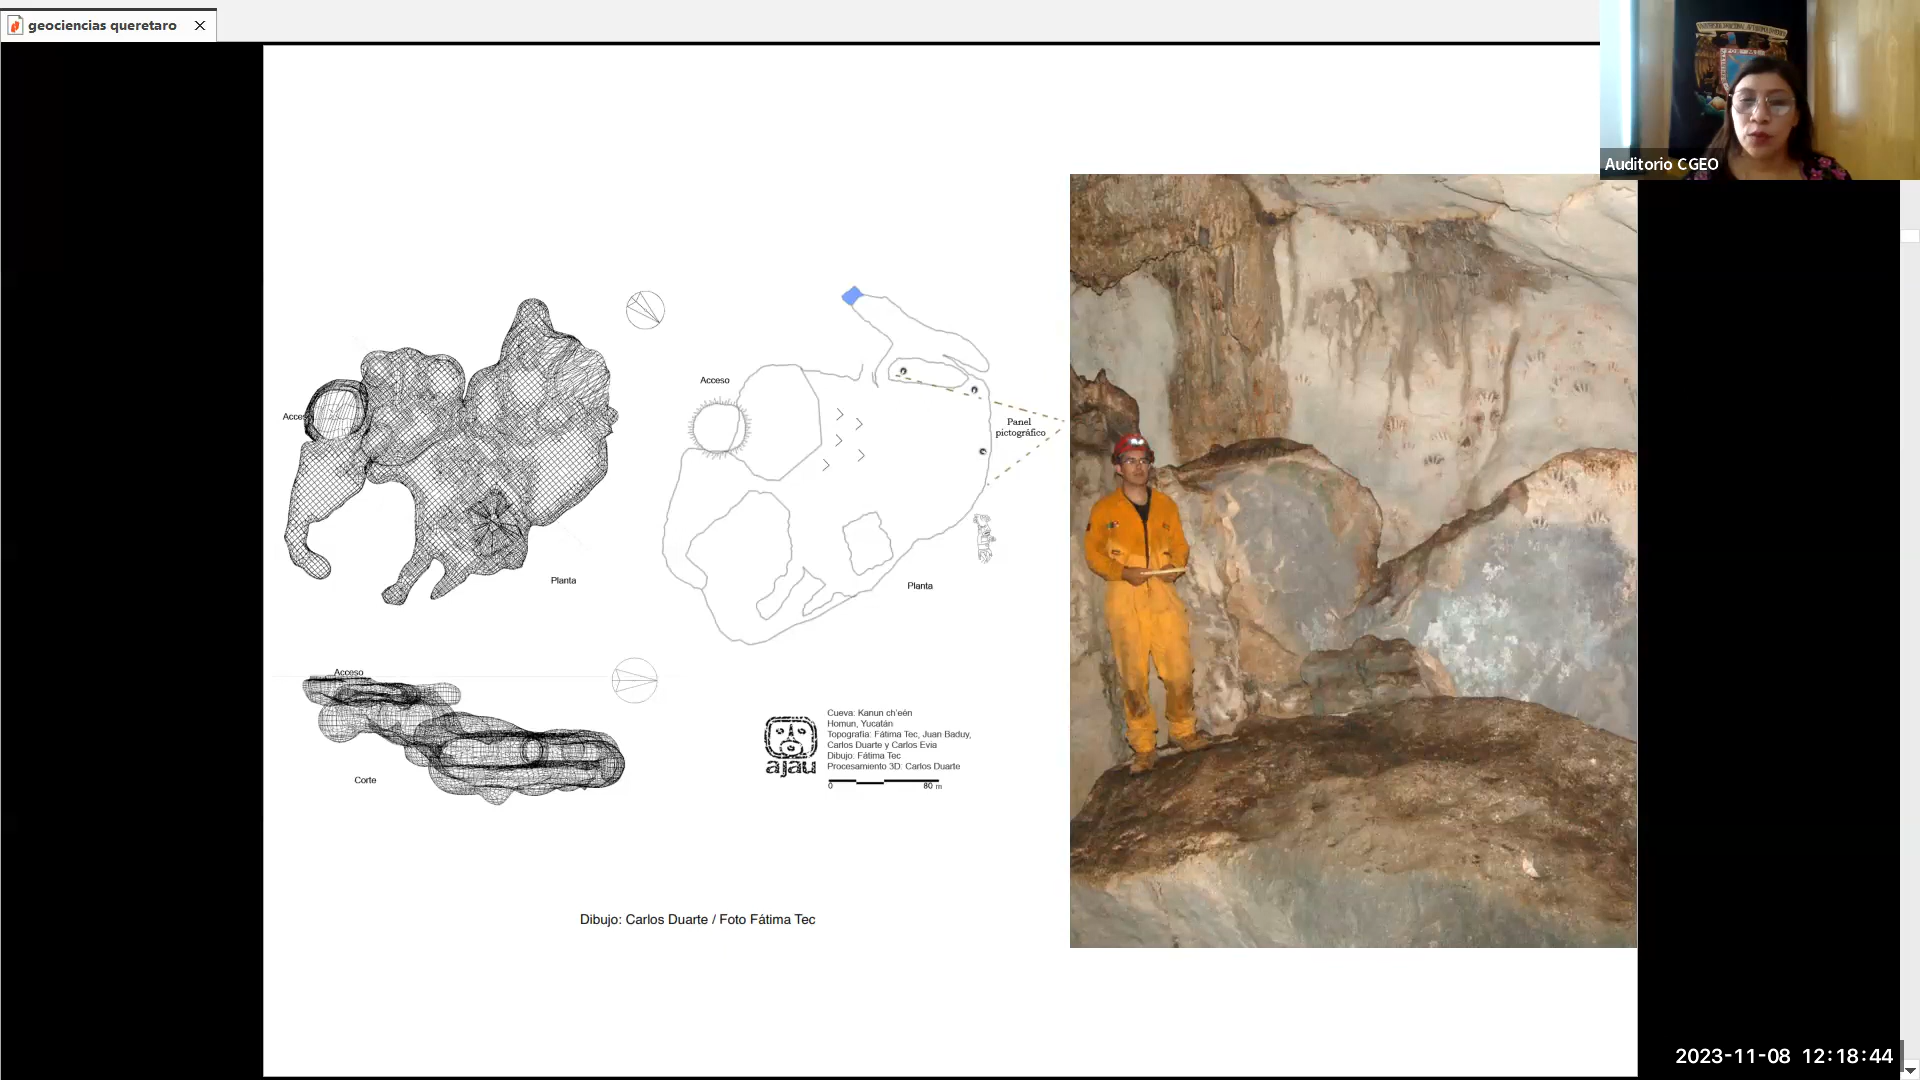 geociencias queretaro
Auditorio CGEO
Acceso
Planta
Acceso
Panel
pictográfico
Planta
Acceso
Corte
ajau
Cueva: Kanun ch'eén
Homun, Yucatán
Topografía: Fátima Tec, Juan Baduy,
Carlos Duarte y Carlos Evia
Dibujo: Fátima Tec
Procesamiento 3D: Carlos Duarte
0 80 m
Dibujo: Carlos Duarte / Foto Fátima Tec
2023-11-08 12:18:44